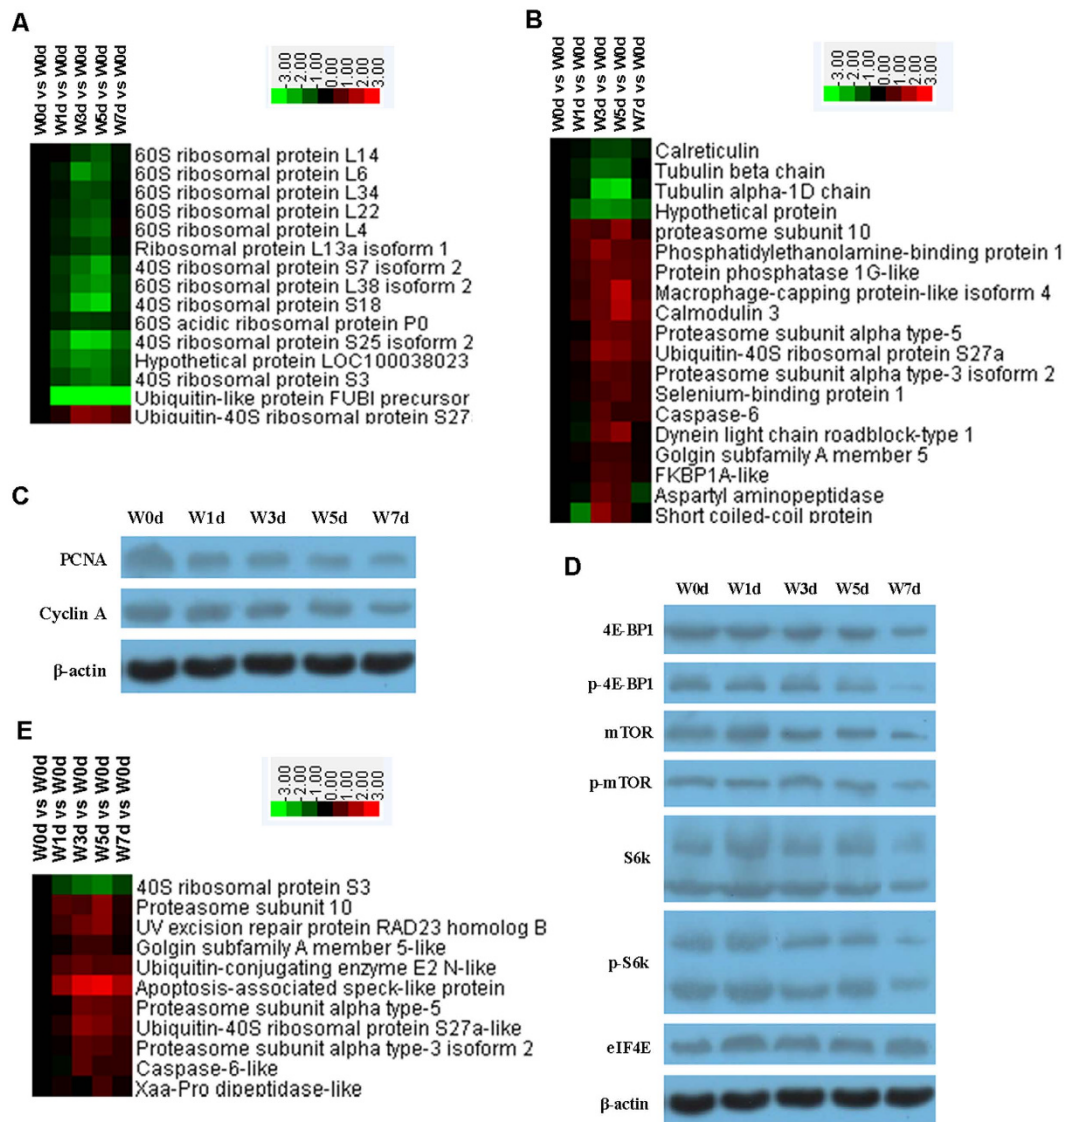 A
W0d vs W0d
W1d vs W0d
W3d vs W0d
W5d vs W0d
W7d vs W0d
-3.00
-2.00
-1.00
0.00
1.00
2.00
3.00
60S ribosomal protein L14
60S ribosomal protein L6
60S ribosomal protein L34
60S ribosomal protein L22
60S ribosomal protein L4
Ribosomal protein L13a isoform 1
40S ribosomal protein S7 isoform 2
60S ribosomal protein L38 isoform 2
40S ribosomal protein S18
60S acidic ribosomal protein P0
40S ribosomal protein S25 isoform 2
Hypothetical protein LOC100038023
40S ribosomal protein S3
Ubiquitin-like protein FUBI precursor
Ubiquitin-40S ribosomal protein S27
B
W0d vs W0d
W1d vs W0d
W3d vs W0d
W5d vs W0d
W7d vs W0d
-3.00
-2.00
-1.00
0.00
1.00
2.00
3.00
Calreticulin
Tubulin beta chain
Tubulin alpha-1D chain
Hypothetical protein
proteasome subunit 10
Phosphatidylethanolamine-binding protein 1
Protein phosphatase 1G-like
Macrophage-capping protein-like isoform 4
Calmodulin 3
Proteasome subunit alpha type-5
Ubiquitin-40S ribosomal protein S27a
Proteasome subunit alpha type-3 isoform 2
Selenium-binding protein 1
Caspase-6
Dynein light chain roadblock-type 1
Golgin subfamily A member 5
FKBP1A-like
Aspartyl aminopeptidase
Short coiled-coil protein
C
W0d W1d W3d W5d W7d
PCNA
Cyclin A
β-actin
D
W0d W1d W3d W5d W7d
4E-BP1
p-4E-BP1
mTOR
p-mTOR
S6k
p-S6k
eIF4E
β-actin
E
W0d vs W0d
W1d vs W0d
W3d vs W0d
W5d vs W0d
W7d vs W0d
-3.00
-2.00
-1.00
0.00
1.00
2.00
3.00
40S ribosomal protein S3
Proteasome subunit 10
UV excision repair protein RAD23 homolog B
Golgin subfamily A member 5-like
Ubiquitin-conjugating enzyme E2 N-like
Apoptosis-associated speck-like protein
Proteasome subunit alpha type-5
Ubiquitin-40S ribosomal protein S27a-like
Proteasome subunit alpha type-3 isoform 2
Caspase-6-like
Xaa-Pro dipeptidase-like